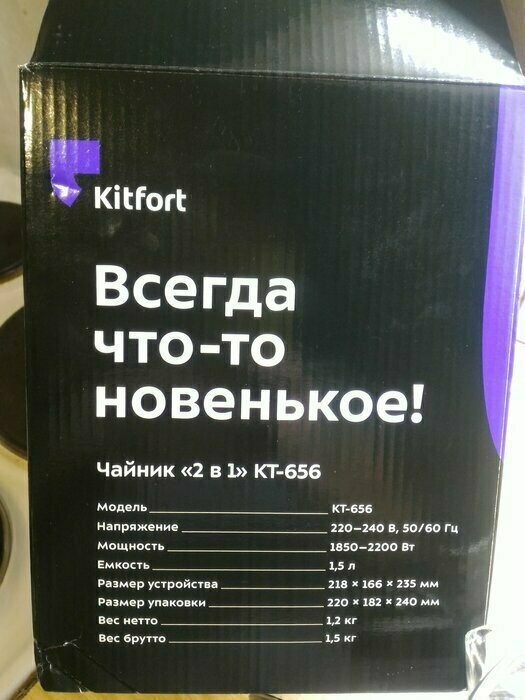 Kitfort
Всегда
что-то
новенькое!
Чайник «2 в 1» КТ-656
Модель КТ-656
Напряжение 220–240 В, 50/60 Гц
Мощность 1850–2200 Вт
Емкость 1,5 л
Размер устройства 218 × 166 × 235 мм
Размер упаковки 220 × 182 × 240 мм
Вес нетто 1,2 кг
Вес брутто 1,5 кг